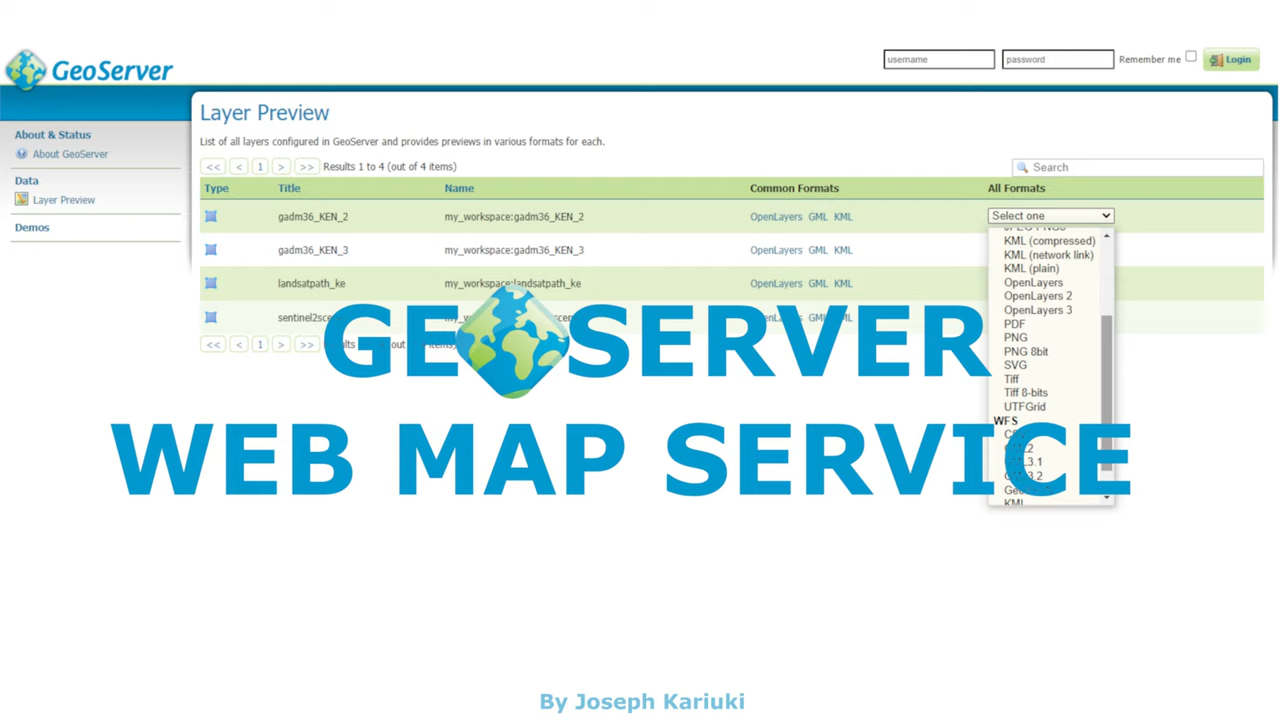 GeoServer
username password Remember me Login
Layer Preview
List of all layers configured in GeoServer and provides previews in various formats for each.
About & Status
About GeoServer
Data
Layer Preview
Demos
<< < 1 > >> Results 1 to 4 (out of 4 items)
Search
Type Title Name Common Formats All Formats
gadm36_KEN_2 my_workspace:gadm36_KEN_2 OpenLayers GML KML Select one
gadm36_KEN_3 my_workspace:gadm36_KEN_3 OpenLayers GML KML
landsatpath_ke my_workspace:landsatpath_ke OpenLayers GML KML
<< < 1 > >>
KML (compressed)
KML (network link)
KML (plain)
OpenLayers
OpenLayers 2
OpenLayers 3
PDF
PNG
PNG 8bit
SVG
Tiff
Tiff 8-bits
UTFGrid
WFS
KML
GEOSERVER
WEB MAP SERVICE
By Joseph Kariuki